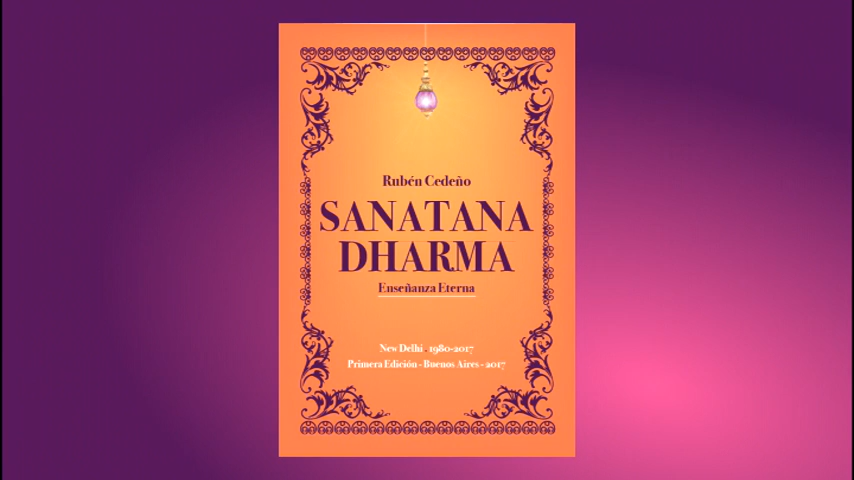 Rubén Cedeño
SANATANA
DHARMA
Enseñanza Eterna
New Delhi - 1980-2017
Primera Edición - Buenos Aires - 2017